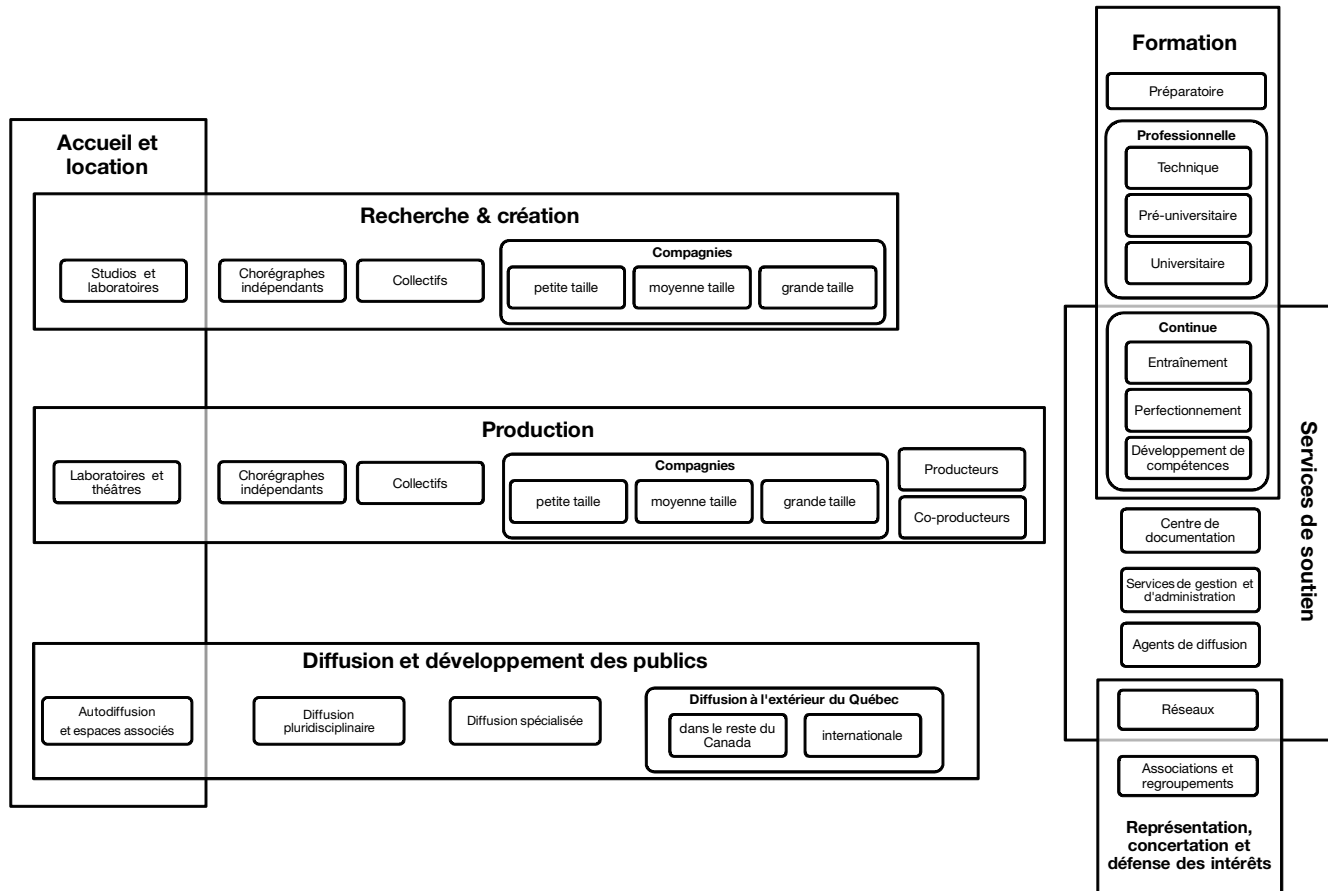 Formation
Préparatoire
Professionnelle
Technique
Pré-universitaire
Universitaire
Accueil et
location
Recherche & création
Studios et
laboratoires
Chorégraphes
indépendants
Collectifs
Compagnies
petite taille
moyenne taille
grande taille
Continue
Entraînement
Perfectionnement
Développement de
compétences
Production
Laboratoires et
théâtres
Chorégraphes
indépendants
Collectifs
Compagnies
petite taille
moyenne taille
grande taille
Producteurs
Co-producteurs
Services de soutien
Centre de
documentation
Services de gestion et
d'administration
Agents de diffusion
Diffusion et développement des publics
Autodiffusion
et espaces associés
Diffusion
pluridisciplinaire
Diffusion spécialisée
Diffusion à l'extérieur du Québec
dans le reste du
Canada
internationale
Réseaux
Associations et
regroupements
Représentation,
concertation et
défense des intérêts